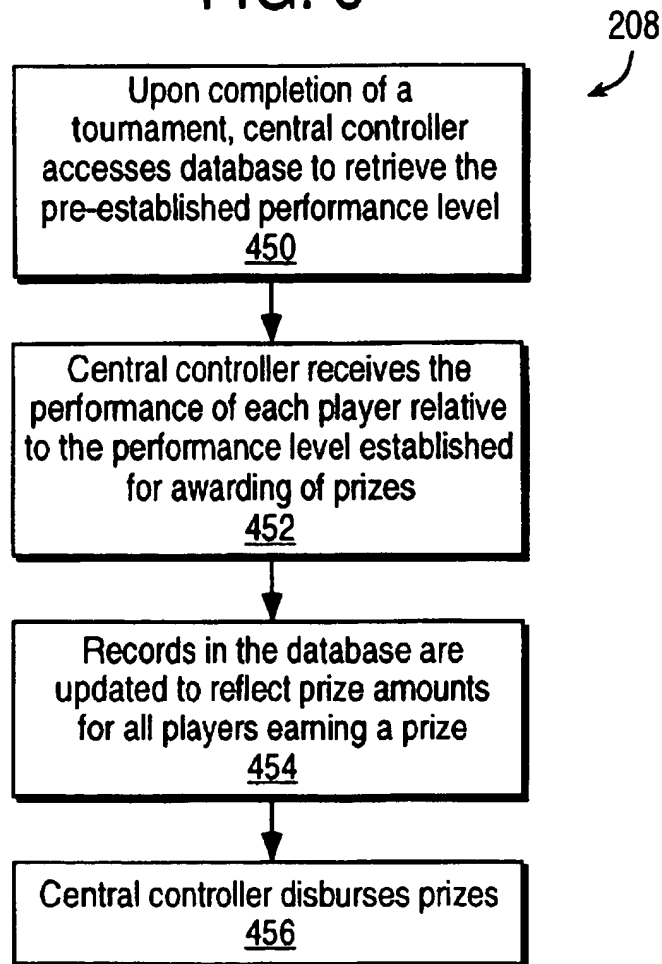 208
Upon completion of a
tournament, central controller
accesses database to retrieve the
pre-established performance level
450
Central controller receives the
performance of each player relative
to the performance level established
for awarding of prizes
452
Records in the database are
updated to reflect prize amounts
for all players earning a prize
454
Central controller disburses prizes
456